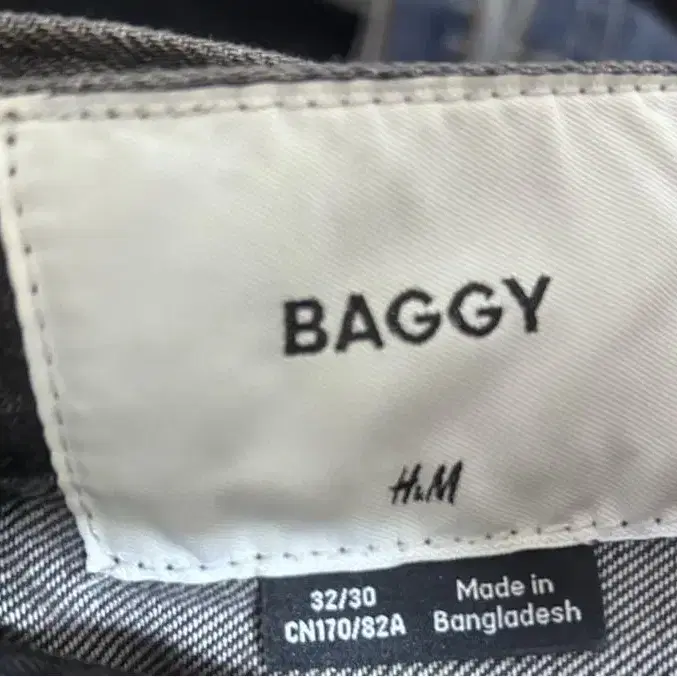 BAGGY
H&M
32/30
CN170/82A
Made in
Bangladesh